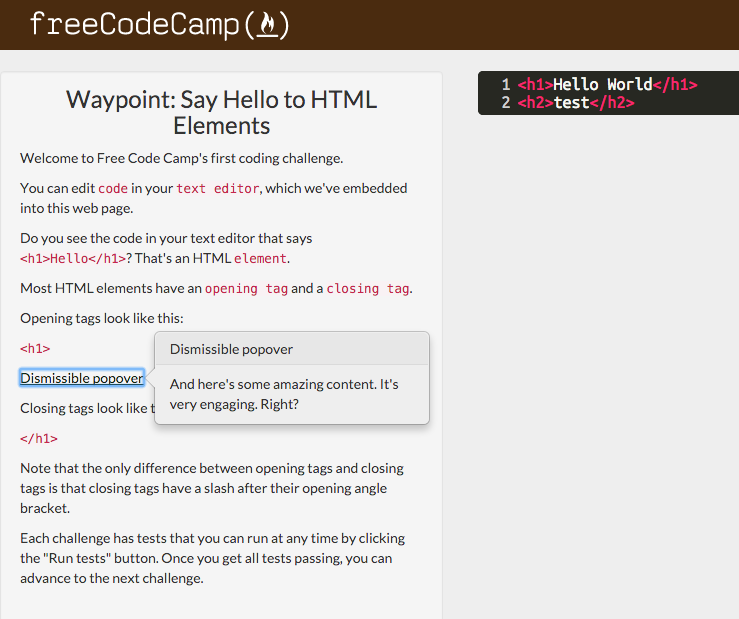 freeCodeCamp(🔥)
Waypoint: Say Hello to HTML
Elements
Welcome to Free Code Camp's first coding challenge.
You can edit code in your text editor, which we've embedded
into this web page.
Do you see the code in your text editor that says
<h1>Hello</h1>? That's an HTML element.
Most HTML elements have an opening tag and a closing tag.
Opening tags look like this:
<h1>
Dismissible popover
Dismissible popover
And here's some amazing content. It's
very engaging. Right?
Closing tags look like t
</h1>
Note that the only difference between opening tags and closing
tags is that closing tags have a slash after their opening angle
bracket.
Each challenge has tests that you can run at any time by clicking
the "Run tests" button. Once you get all tests passing, you can
advance to the next challenge.
1 <h1>Hello World</h1>
2 <h2>test</h2>